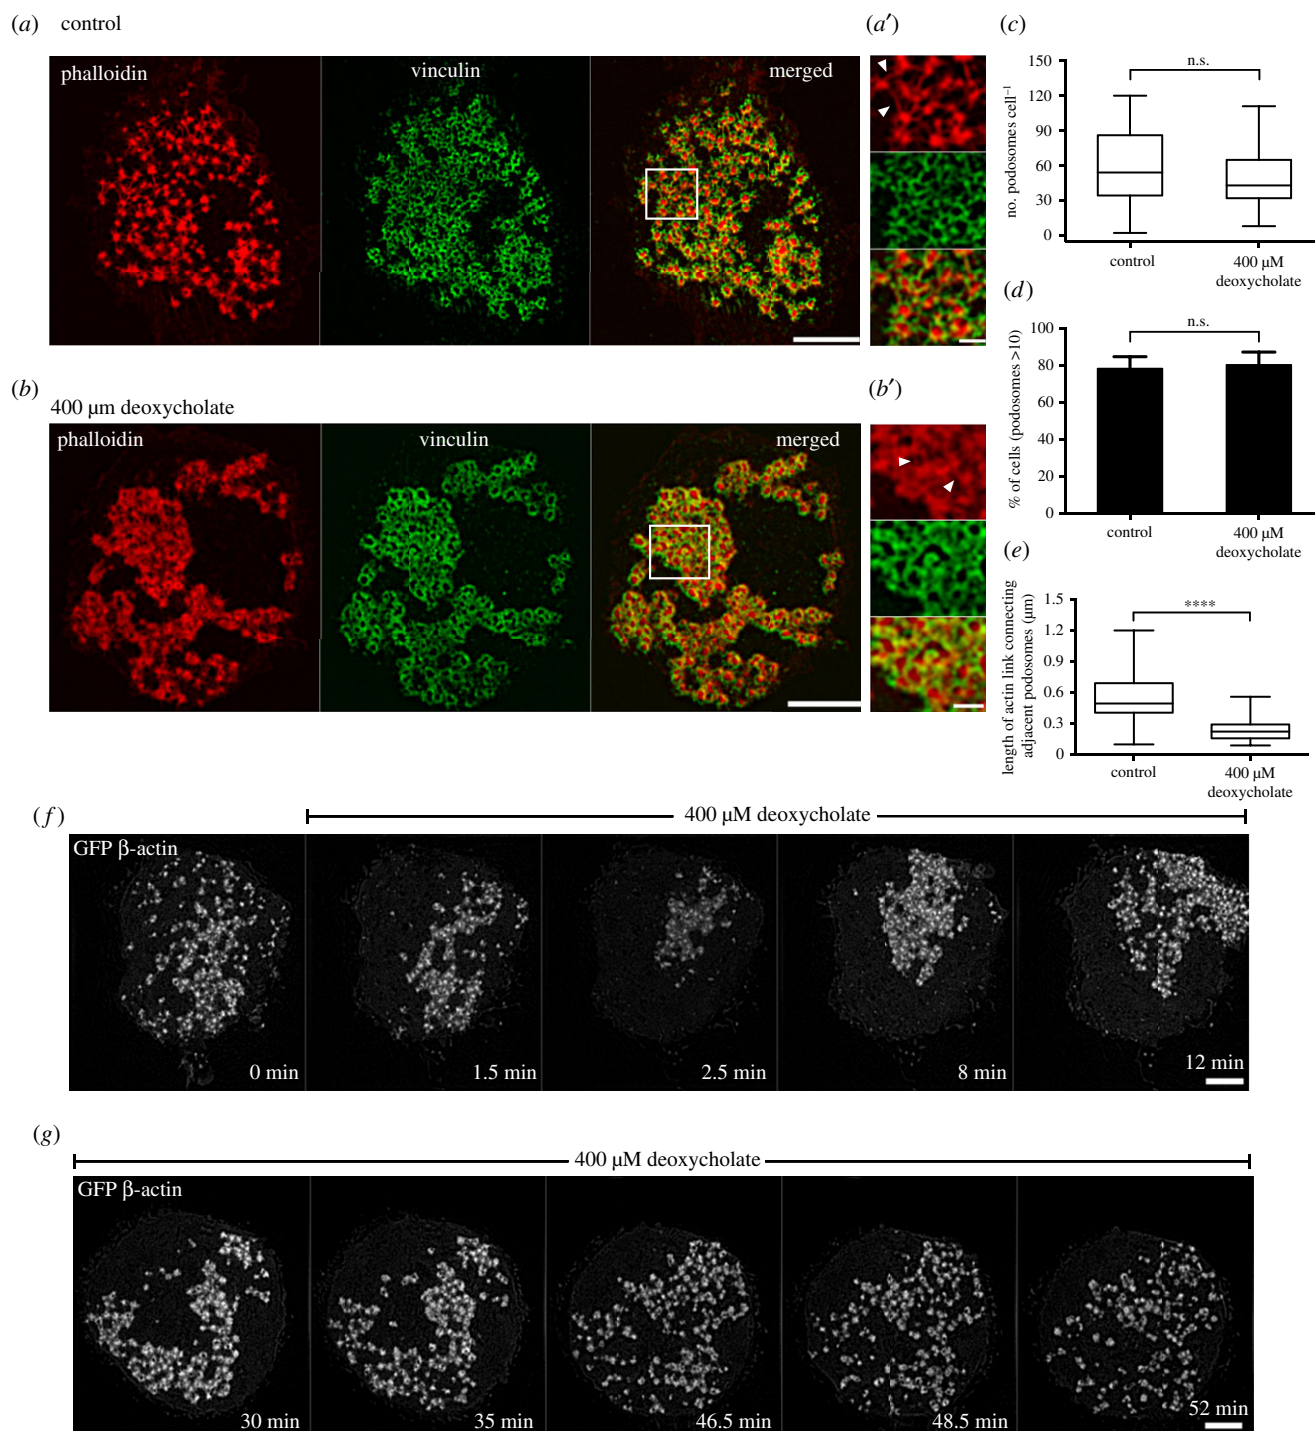 (a) control
phalloidin vinculin merged
(a′)
(c)
no. podosomes cell⁻¹
150
120
90
60
30
0
n.s.
control 400 µM
deoxycholate
(b)
400 µm deoxycholate
phalloidin vinculin merged
(b′)
(d)
% of cells (podosomes >10)
100
80
60
40
20
0
n.s.
control 400 µM
deoxycholate
(e)
length of actin link connecting
adjacent podosomes (µm)
1.5
1.2
0.9
0.6
0.3
0
****
control 400 µM
deoxycholate
(f) 400 µM deoxycholate
GFP β-actin
0 min 1.5 min 2.5 min 8 min 12 min
(g)
400 µM deoxycholate
GFP β-actin
30 min 35 min 46.5 min 48.5 min 52 min